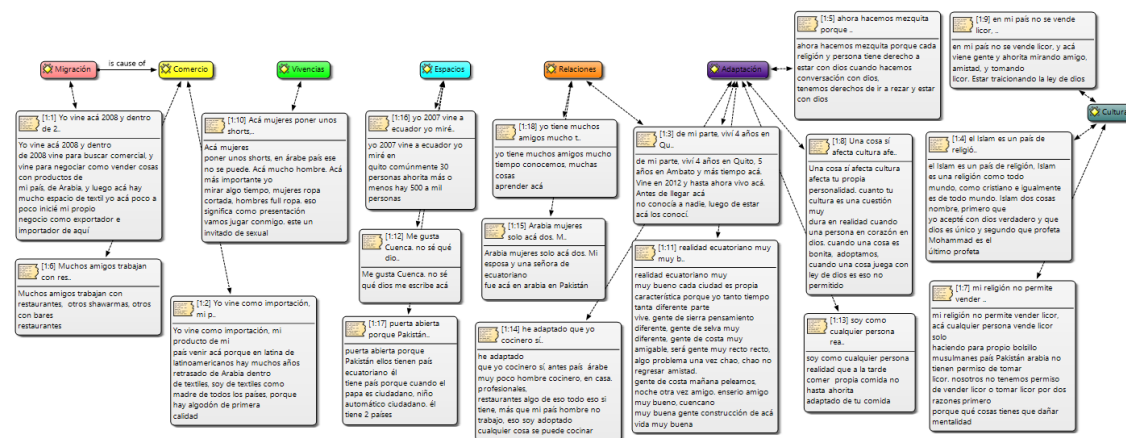 is cause of
Migración
Comercio
Vivencias
Espacios
Relaciones
Adaptación
Cultura
[1:1] Yo vine acá 2008 y dentro
de 2..
Yo vine acá 2008 y dentro
de 2008 vine para buscar comercial, y
vine para negociar como vender cosas
con productos de
mi país, de Arabia, y luego acá hay
mucho espacio de textil yo acá poco a
poco inicié mi propio
negocio como exportador e
importador de aquí
[1:6] Muchos amigos trabajan
con res..
Muchos amigos trabajan con
restaurantes, otros shawarmas, otros
con bares
restaurantes
[1:2] Yo vine como importación,
mi p..
Yo vine como importación, mi
producto de mi
país venir acá porque en latina de
latinoamericanos hay muchos años
retrasado de Arabia dentro
de textiles, soy de textiles como
madre de todos los países, porque
hay algodón de primera
calidad
[1:10] Acá mujeres poner unos
shorts,..
Acá mujeres
poner unos shorts, en árabe país ese
no se puede. Acá mucho hombre. Acá
más importante yo
mirar algo tiempo, mujeres ropa
cortada, hombres full ropa. eso
significa como presentación
vamos jugar conmigo. este un
invitado de sexual
[1:16] yo 2007 vine a
ecuador yo miré..
yo 2007 vine a ecuador yo
miré en
quito comúnmente 30
personas ahorita más o
menos hay 500 a mil
personas
[1:12] Me gusta
Cuenca. no sé qué
dio..
Me gusta Cuenca. no sé
qué dios me escribe acá
[1:17] puerta abierta
porque Pakistán..
puerta abierta porque
Pakistán ellos tienen país
ecuatoriano él
tiene país porque cuando el
papa es ciudadano, niño
automático ciudadano. él
tiene 2 países
[1:18] yo tiene muchos
amigos mucho t..
yo tiene muchos amigos mucho
tiempo conocemos, muchas
cosas
aprender acá
[1:15] Arabia mujeres
solo acá dos. M..
Arabia mujeres solo acá dos. Mi
esposa y una señora de
ecuatoriano
fue acá en arabia en Pakistán
[1:14] he adaptado que yo
cocinero sí..
he adaptado
que yo cocinero sí, antes país árabe
muy poco hombre cocinero, en casa.
profesionales,
restaurantes algo de eso todo eso si
tiene, más que mi país hombre no
trabajo, eso soy adoptado
cualquier cosa se puede cocinar
[1:3] de mi parte, viví 4 años en
Qu..
de mi parte, viví 4 años en Quito, 5
años en Ambato y más tiempo acá.
Vine en 2012 y hasta ahora vivo acá.
Antes de llegar acá
no conocía a nadie, luego de estar
acá los conocí.
[1:11] realidad ecuatoriano muy
muy b..
realidad ecuatoriano muy
muy bueno cada ciudad es propia
característica porque yo tanto tiempo
tanta diferente parte
vive. gente de sierra pensamiento
diferente, gente de selva muy
diferente, gente de costa muy
amigable, será gente muy recto recto,
algo problema una vez chao, chao no
regresar amistad.
gente de costa mañana peleamos,
noche otra vez amigo. enserio amigo
muy bueno, cuencano
muy buena gente construcción de acá
vida muy buena
[1:5] ahora hacemos mezquita
porque ..
ahora hacemos mezquita porque cada
religión y persona tiene derecho a
estar con dios cuando hacemos
conversación con dios,
tenemos derechos de ir a rezar y estar
con dios
[1:8] Una cosa sí
afecta cultura afe..
Una cosa sí afecta cultura
afecta tu propia
personalidad. cuanto tu
cultura es una cuestión
muy
dura en realidad cuando
una persona en corazón en
dios. cuando una cosa es
bonita, adoptamos,
cuando una cosa juega con
ley de dios es eso no
permitido
[1:13] soy como
cualquier persona
rea..
soy como cualquier persona
realidad que a la tarde
comer propia comida no
hasta ahorita
adaptado de tu comida
[1:9] en mi país no se vende
licor, ..
en mi país no se vende licor, y acá
viene gente y ahorita mirando amigo,
amistad, y tomando
licor. Estar traicionando la ley de dios
[1:4] el Islam es un país de
religió..
el Islam es un país de religión, Islam
es una religión como todo
mundo, como cristiano e igualmente
es de todo mundo. Islam dos cosas
nombre, primero que
yo acepté con dios verdadero y que
dios es único y segundo que profeta
Mohammad es el
último profeta
[1:7] mi religión no permite
vender ..
mi religión no permite vender licor,
acá cualquier persona vende licor
solo
haciendo para propio bolsillo
musulmanes país Pakistán arabia no
tienen permiso de tomar
licor. nosotros no tenemos permiso
de vender licor o tomar licor por dos
razones primero
porque qué cosas tienes que dañar
mentalidad